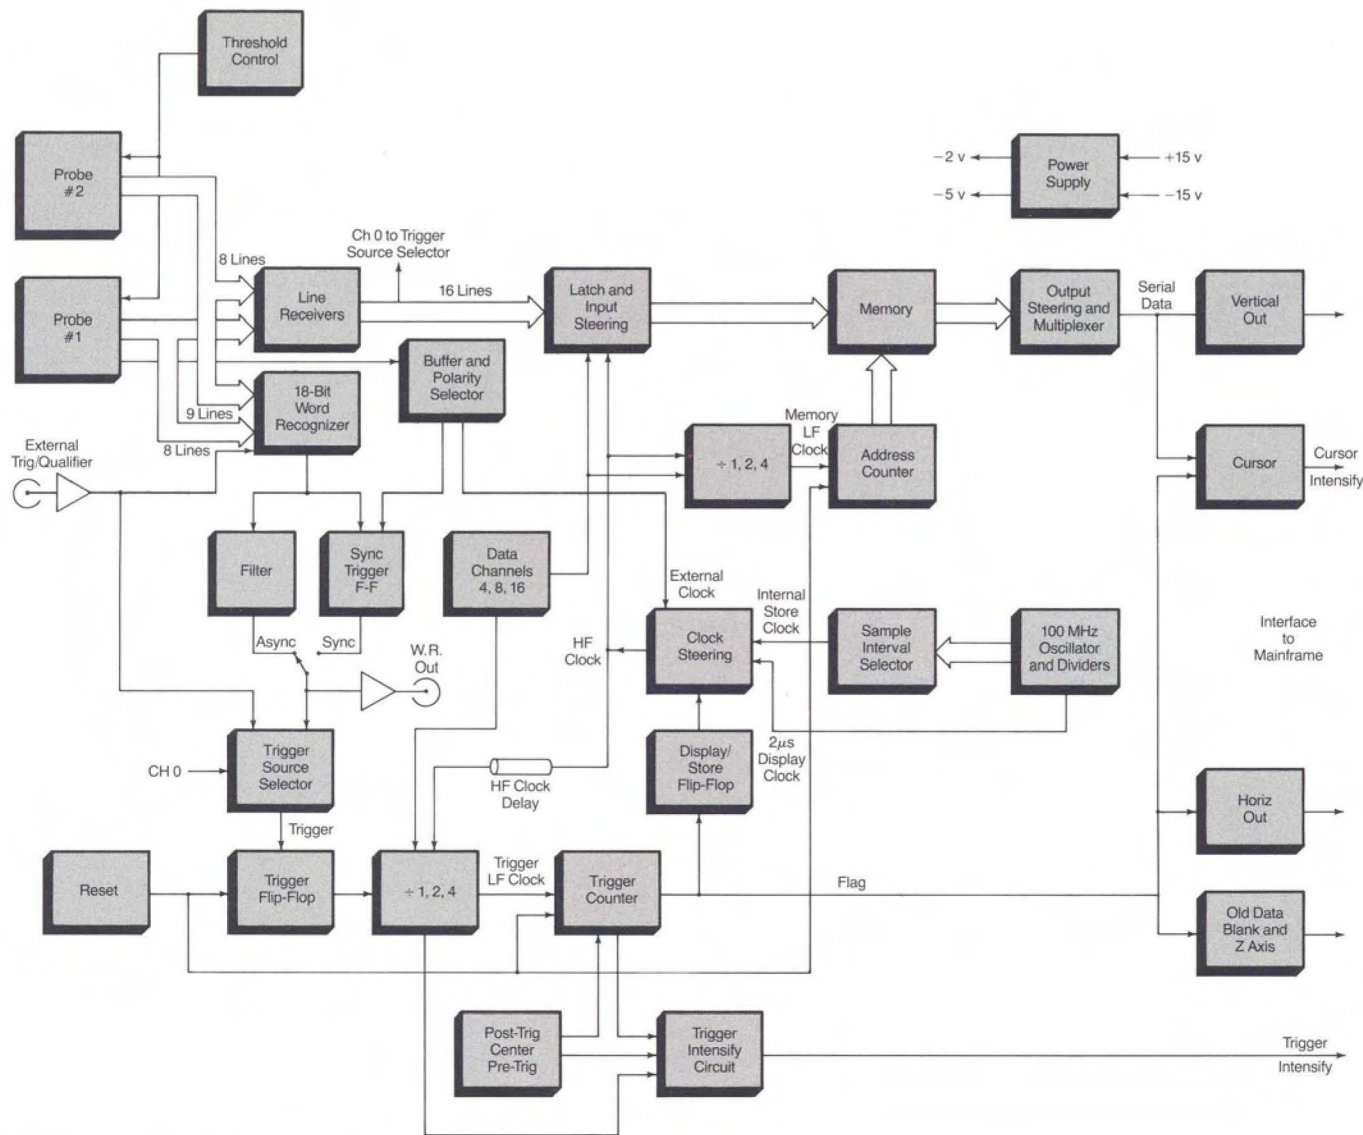 Threshold
Control
Probe
#2
Probe
#1
−2 v
−5 v
Power
Supply
+15 v
−15 v
8 Lines
Line
Receivers
Ch 0 to Trigger
Source Selector
16 Lines
Latch and
Input
Steering
Memory
Output
Steering and
Multiplexer
Serial
Data
Vertical
Out
Buffer and
Polarity
Selector
18-Bit
Word
Recognizer
9 Lines
8 Lines
External
Trig/Qualifier
÷ 1, 2, 4
Memory
LF
Clock
Address
Counter
Cursor
Cursor
Intensify
Filter
Sync
Trigger
F-F
Data
Channels
4, 8, 16
External
Clock
Internal
Store
Clock
Async
Sync
W.R.
Out
HF
Clock
Clock
Steering
Sample
Interval
Selector
100 MHz
Oscillator
and Dividers
Interface
to
Mainframe
CH 0
Trigger
Source
Selector
HF Clock
Delay
Display/
Store
Flip-Flop
2μs
Display
Clock
Horiz
Out
Trigger
Reset
Trigger
Flip-Flop
÷ 1, 2, 4
Trigger
LF Clock
Trigger
Counter
Flag
Old Data
Blank and
Z Axis
Post-Trig
Center
Pre-Trig
Trigger
Intensify
Circuit
Trigger
Intensify